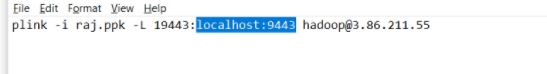 File Edit Format View Help
plink -i raj.ppk -L 19443:localhost:9443 hadoop@3.86.211.55